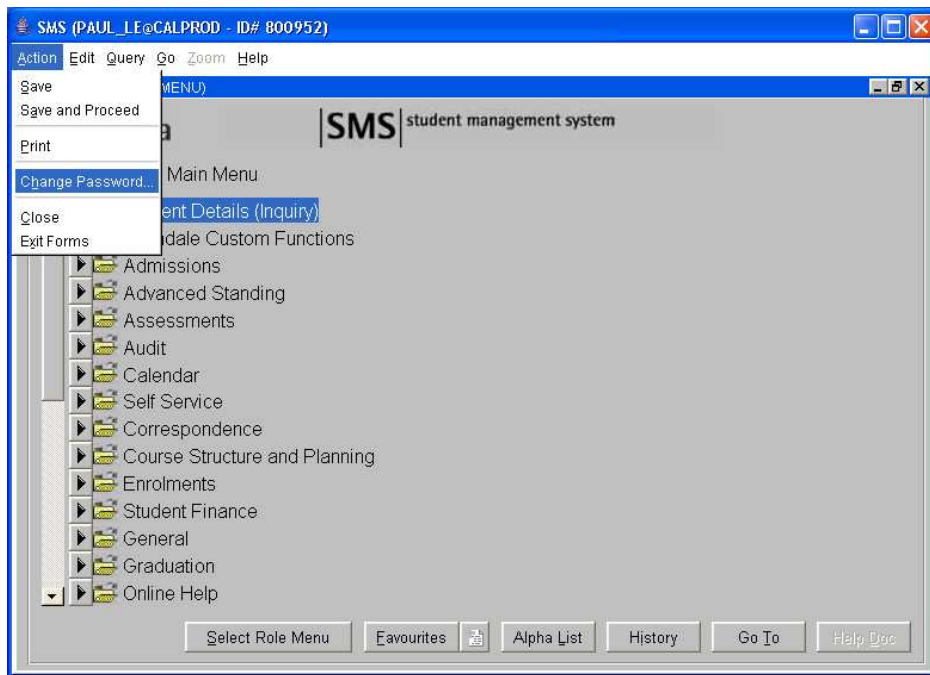 SMS (PAUL_LE@CALPROD - ID# 800952)
Action Edit Query Go Zoom Help
Save
MENU)
Save and Proceed
a
SMS student management system
Print
Main Menu
Change Password...
ent Details (Inquiry)
Close
ndale Custom Functions
Exit Forms
Admissions
Advanced Standing
Assessments
Audit
Calendar
Self Service
Correspondence
Course Structure and Planning
Enrolments
Student Finance
General
Graduation
Online Help
Select Role Menu Favourites Alpha List History Go To Help Doc